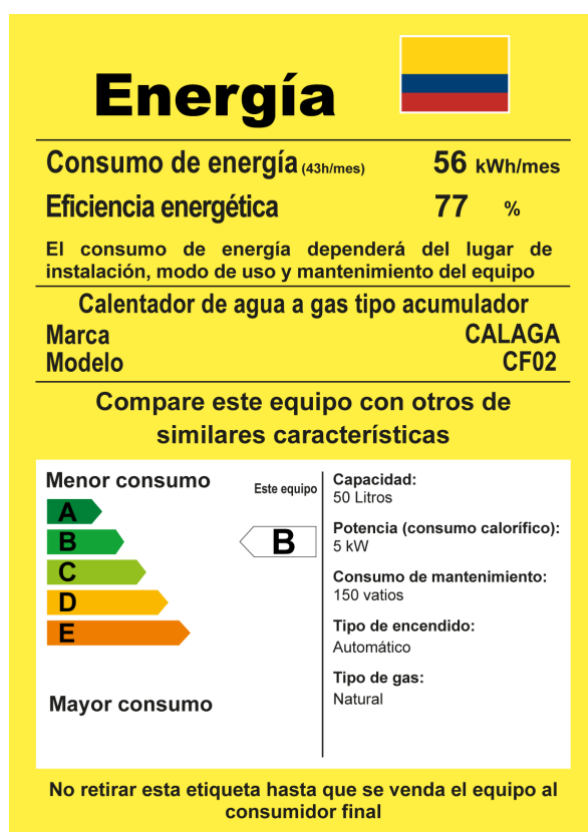 Energía
Consumo de energía (43h/mes) 56 kWh/mes
Eficiencia energética 77 %
El consumo de energía dependerá del lugar de
instalación, modo de uso y mantenimiento del equipo
Calentador de agua a gas tipo acumulador
Marca CALAGA
Modelo CF02
Compare este equipo con otros de
similares características
Menor consumo
Este equipo
A
B
B
C
D
E
Mayor consumo
Capacidad:
50 Litros
Potencia (consumo calorífico):
5 kW
Consumo de mantenimiento:
150 vatios
Tipo de encendido:
Automático
Tipo de gas:
Natural
No retirar esta etiqueta hasta que se venda el equipo al
consumidor final